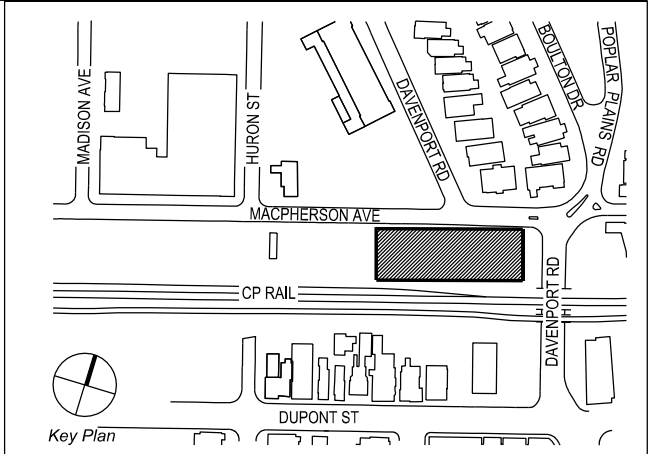 MADISON AVE
HURON ST
DAVENPORT RD
BOULTON DR
POPLAR PLAINS RD
MACPHERSON AVE
CP RAIL
DAVENPORT RD
DUPONT ST
Key Plan